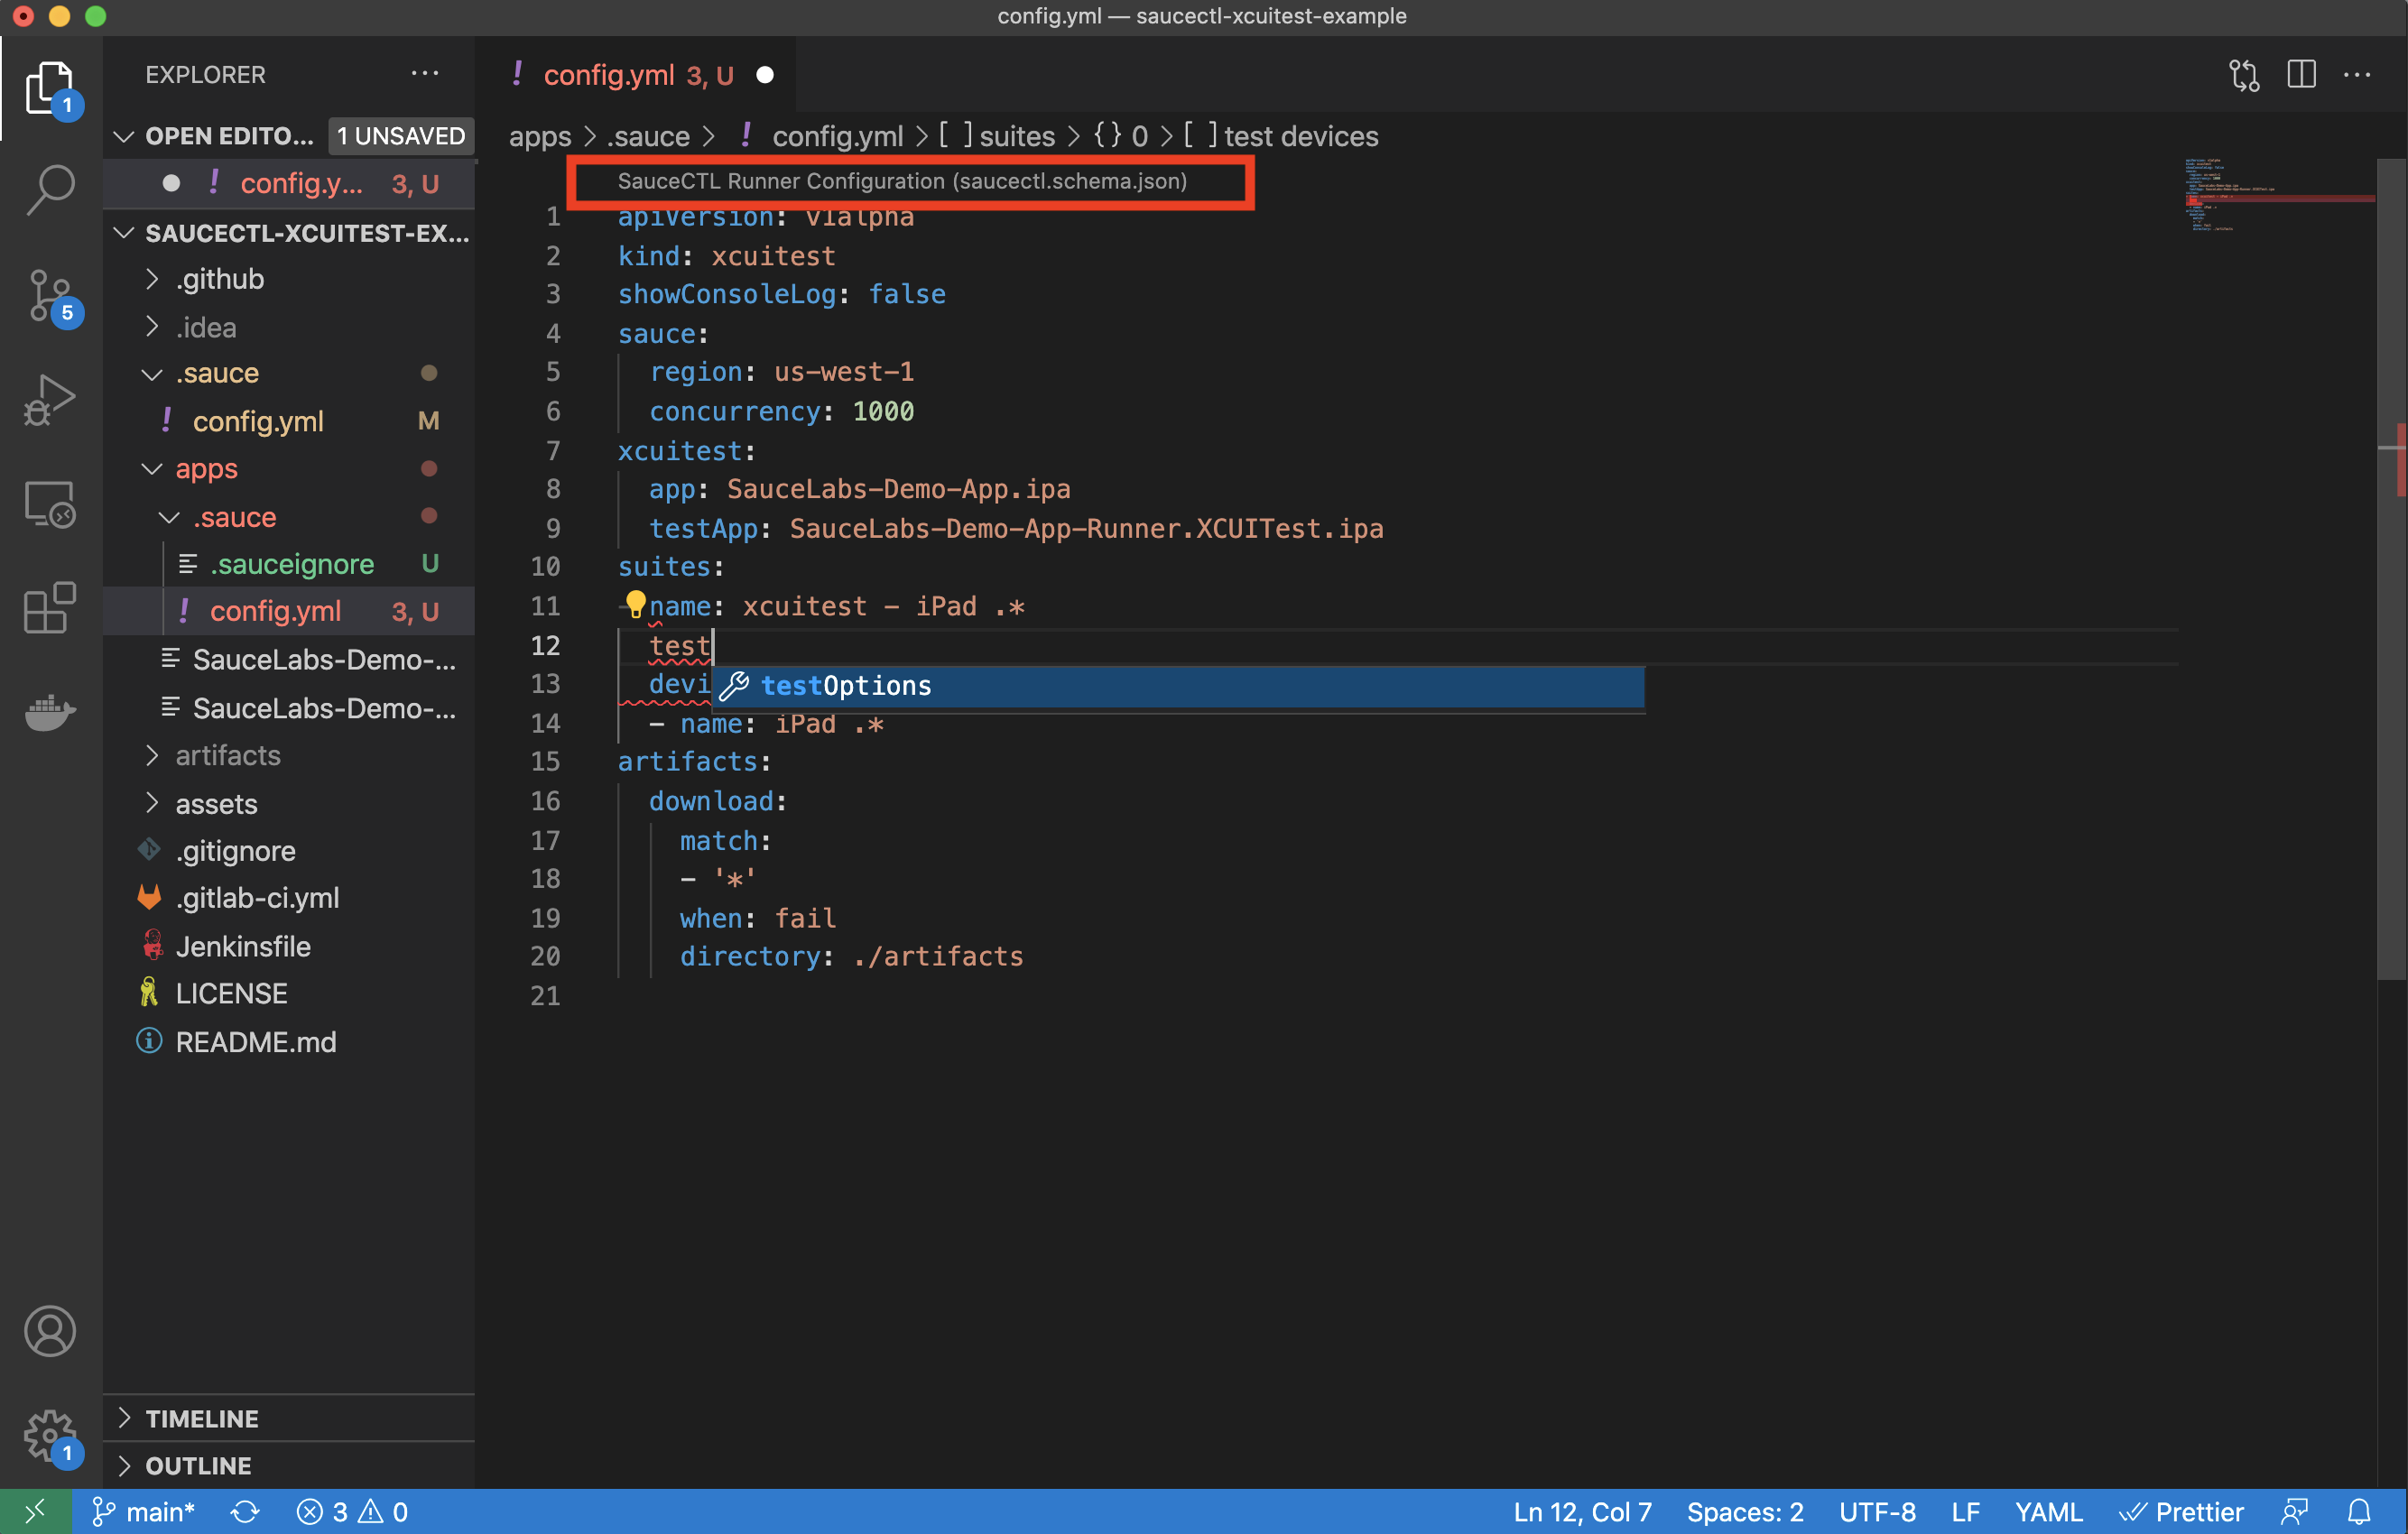 config.yml — saucectl-xcuitest-example
EXPLORER
OPEN EDITO... 1 UNSAVED
! config.y... 3, U
SAUCECTL-XCUITEST-EX...
.github
.idea
.sauce
! config.yml M
apps
.sauce
.sauceignore U
! config.yml 3, U
SauceLabs-Demo-...
SauceLabs-Demo-...
artifacts
assets
.gitignore
.gitlab-ci.yml
Jenkinsfile
LICENSE
README.md
TIMELINE
OUTLINE
1
5
1
! config.yml 3, U
apps > .sauce > ! config.yml > [ ] suites > {} 0 > [ ] test devices
SauceCTL Runner Configuration (saucectl.schema.json)
1 apiVersion: v1alpha
2 kind: xcuitest
3 showConsoleLog: false
4 sauce:
5 region: us-west-1
6 concurrency: 1000
7 xcuitest:
8 app: SauceLabs-Demo-App.ipa
9 testApp: SauceLabs-Demo-App-Runner.XCUITest.ipa
10 suites:
11 - name: xcuitest - iPad .*
12 test
13 devi testOptions
14 - name: iPad .*
15 artifacts:
16 download:
17 match:
18 - '*'
19 when: fail
20 directory: ./artifacts
21
main* 3 0 Ln 12, Col 7 Spaces: 2 UTF-8 LF YAML Prettier